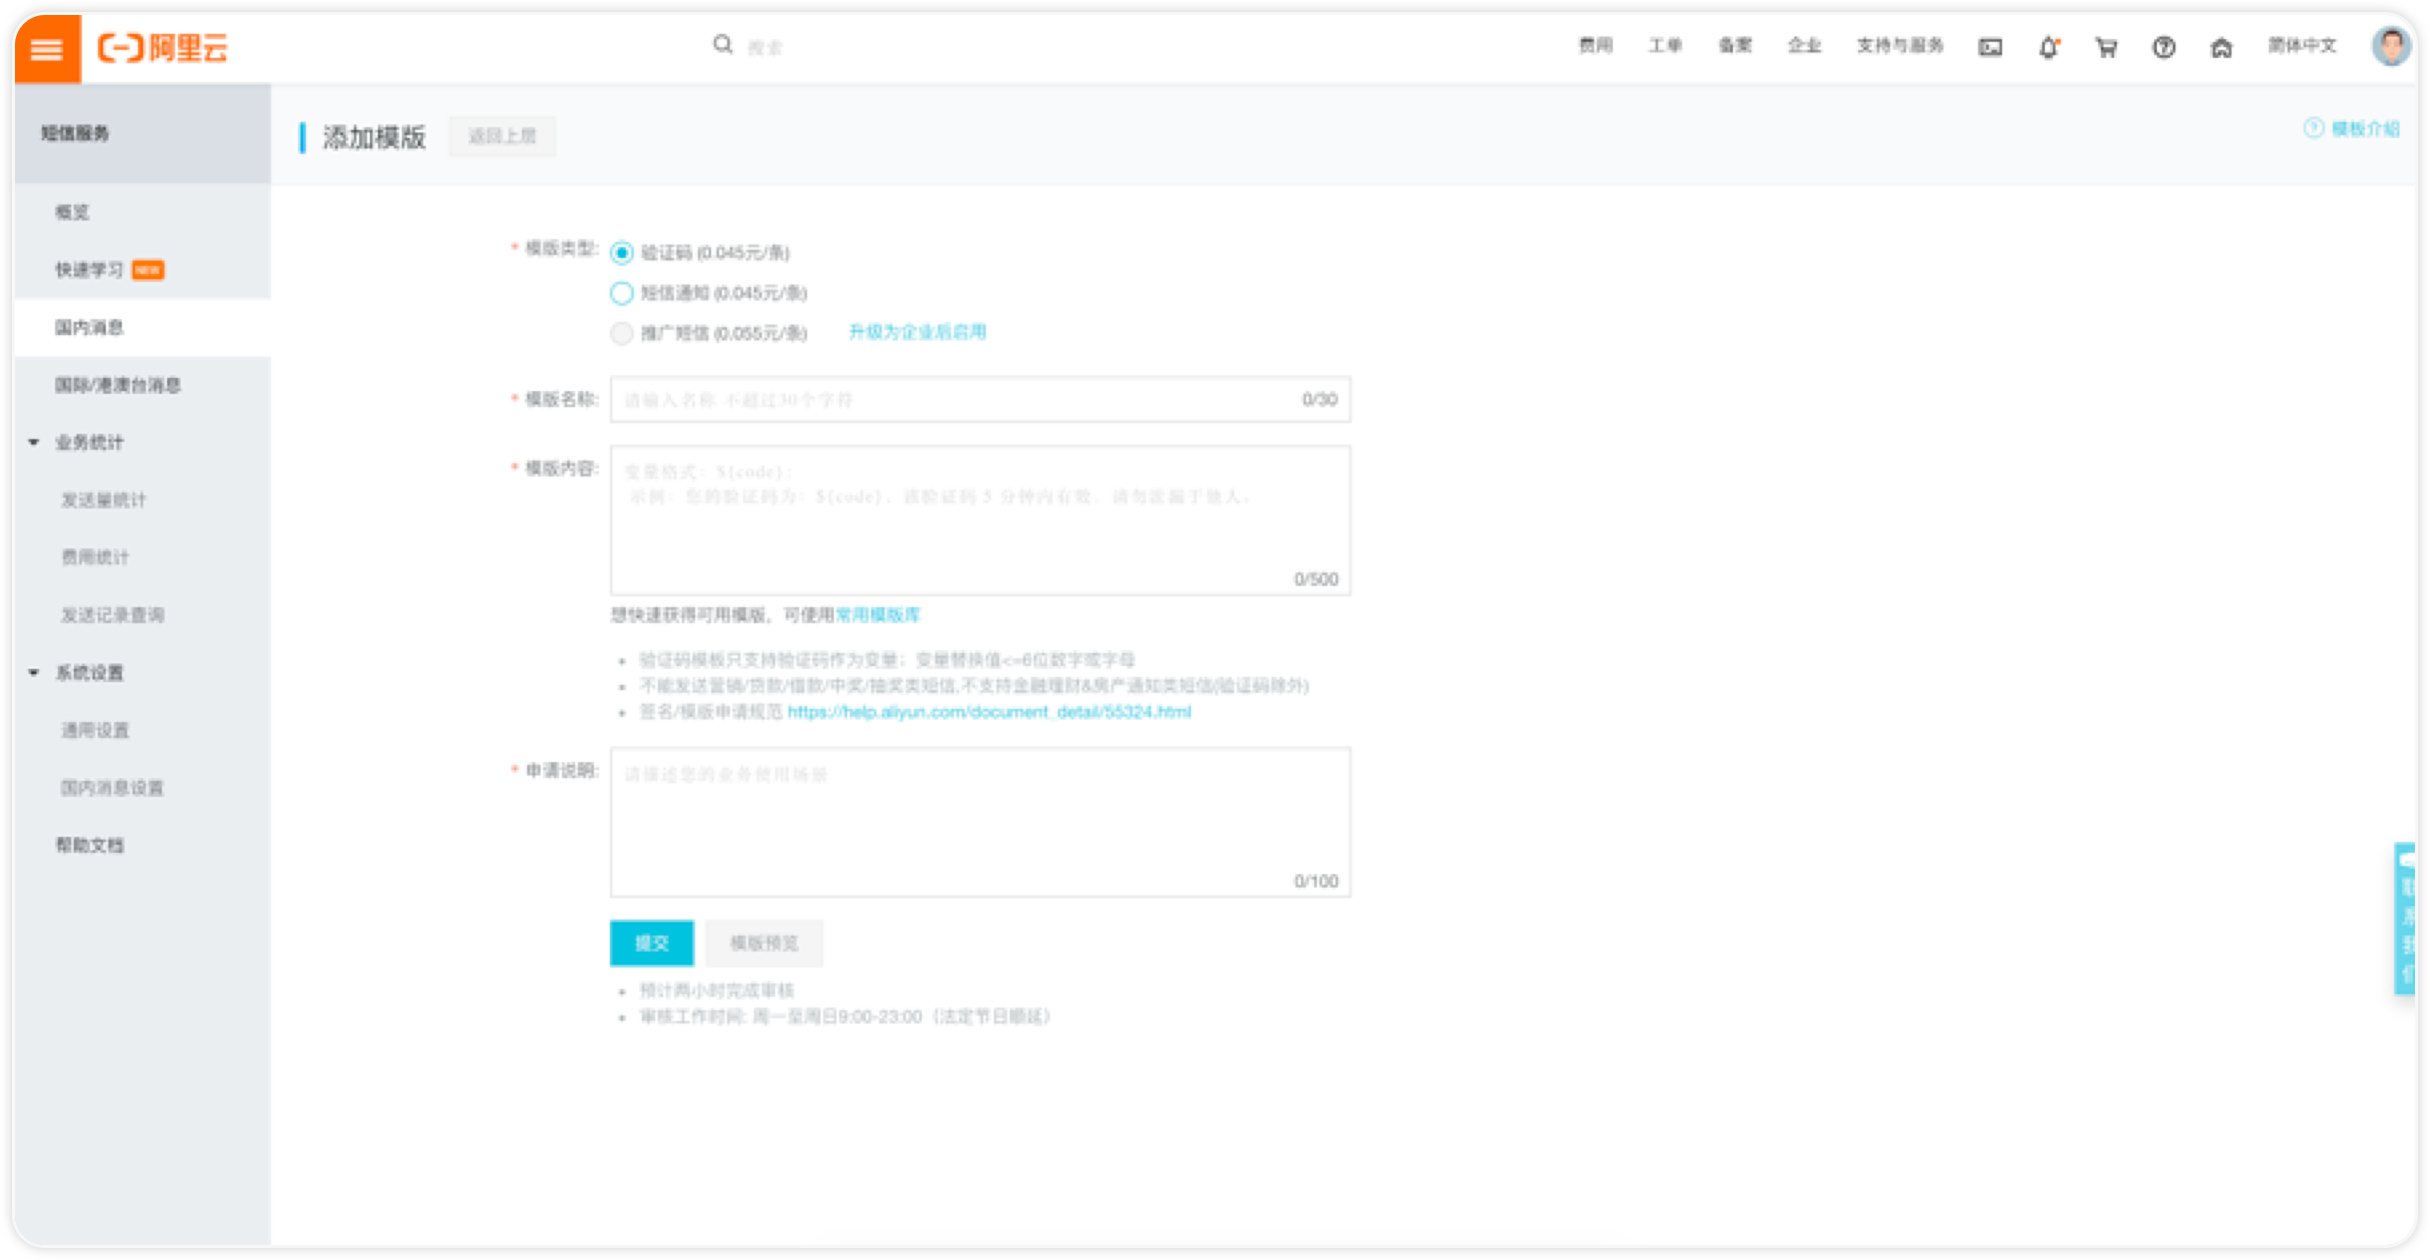 阿里云
搜索
费用 工单 备案 企业 支持与服务 简体中文
短信服务
概览
快速学习 NEW
国内消息
国际/港澳台消息
业务统计
发送量统计
费用统计
发送记录查询
系统设置
通用设置
国内消息设置
帮助文档
添加模版 返回上层
模板介绍
* 模版类型: 验证码 (0.045元/条)
短信通知 (0.045元/条)
推广短信 (0.055元/条) 升级为企业后启用
* 模版名称: 请输入名称 不超过30个字符 0/30
* 模版内容: 变量格式：${code};
示例：您的验证码为：${code}，该验证码 5 分钟内有效，请勿泄漏于他人。
0/500
想快速获得可用模版，可使用常用模版库
• 验证码模板只支持验证码作为变量；变量替换值<=6位数字或字母
• 不能发送营销/贷款/借款/中奖/抽奖类短信,不支持金融理财&房产通知类短信(验证码除外)
• 签名/模版申请规范 https://help.aliyun.com/document_detail/55324.html
* 申请说明: 请描述您的业务使用场景
0/100
提交 模版预览
• 预计两小时完成审核
• 审核工作时间: 周一至周日9:00-23:00（法定节日顺延）
联系我们